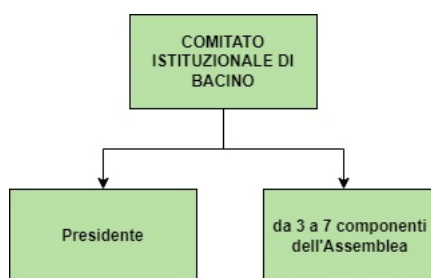 COMITATO
ISTITUZIONALE DI
BACINO
Presidente
da 3 a 7 componenti
dell'Assemblea